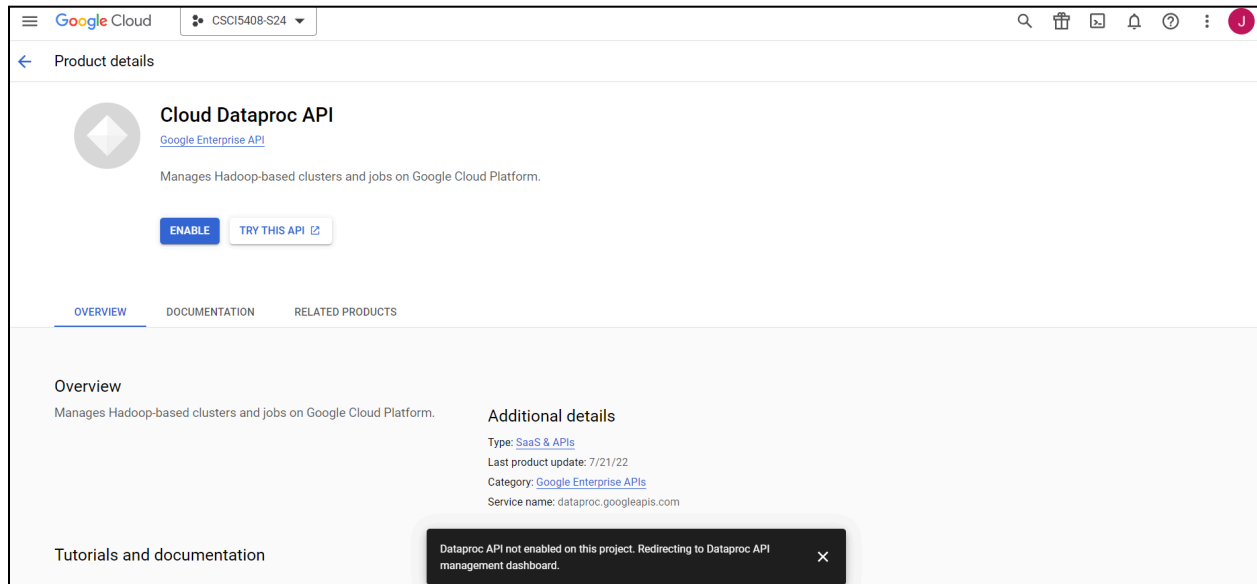 Google Cloud
CSCI5408-S24
J
Product details
Cloud Dataproc API
Google Enterprise API
Manages Hadoop-based clusters and jobs on Google Cloud Platform.
ENABLE
TRY THIS API
OVERVIEW
DOCUMENTATION
RELATED PRODUCTS
Overview
Manages Hadoop-based clusters and jobs on Google Cloud Platform.
Additional details
Type: SaaS & APIs
Last product update: 7/21/22
Category: Google Enterprise APIs
Service name: dataproc.googleapis.com
Tutorials and documentation
Dataproc API not enabled on this project. Redirecting to Dataproc API
management dashboard.